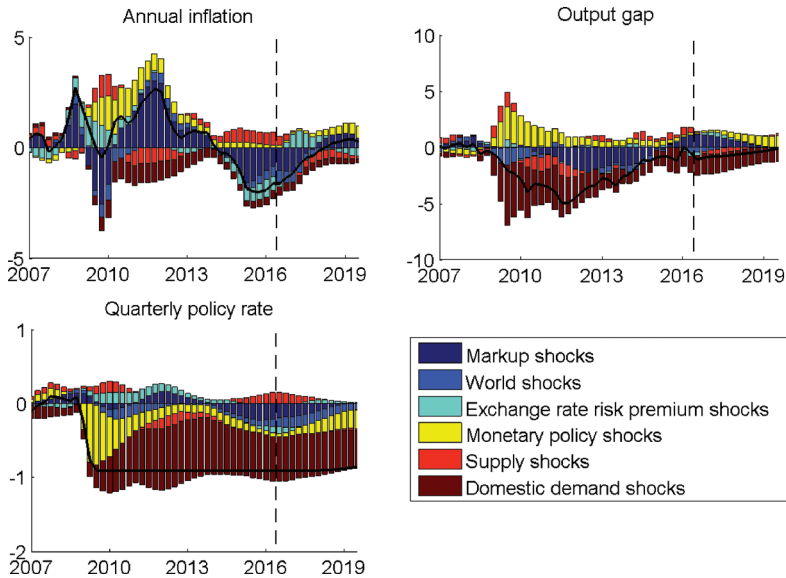 Annual inflation
5
0
-5
2007 2010 2013 2016 2019
Output gap
10
5
0
-5
-10
2007 2010 2013 2016 2019
Quarterly policy rate
1
0
-1
-2
2007 2010 2013 2016 2019
Markup shocks
World shocks
Exchange rate risk premium shocks
Monetary policy shocks
Supply shocks
Domestic demand shocks